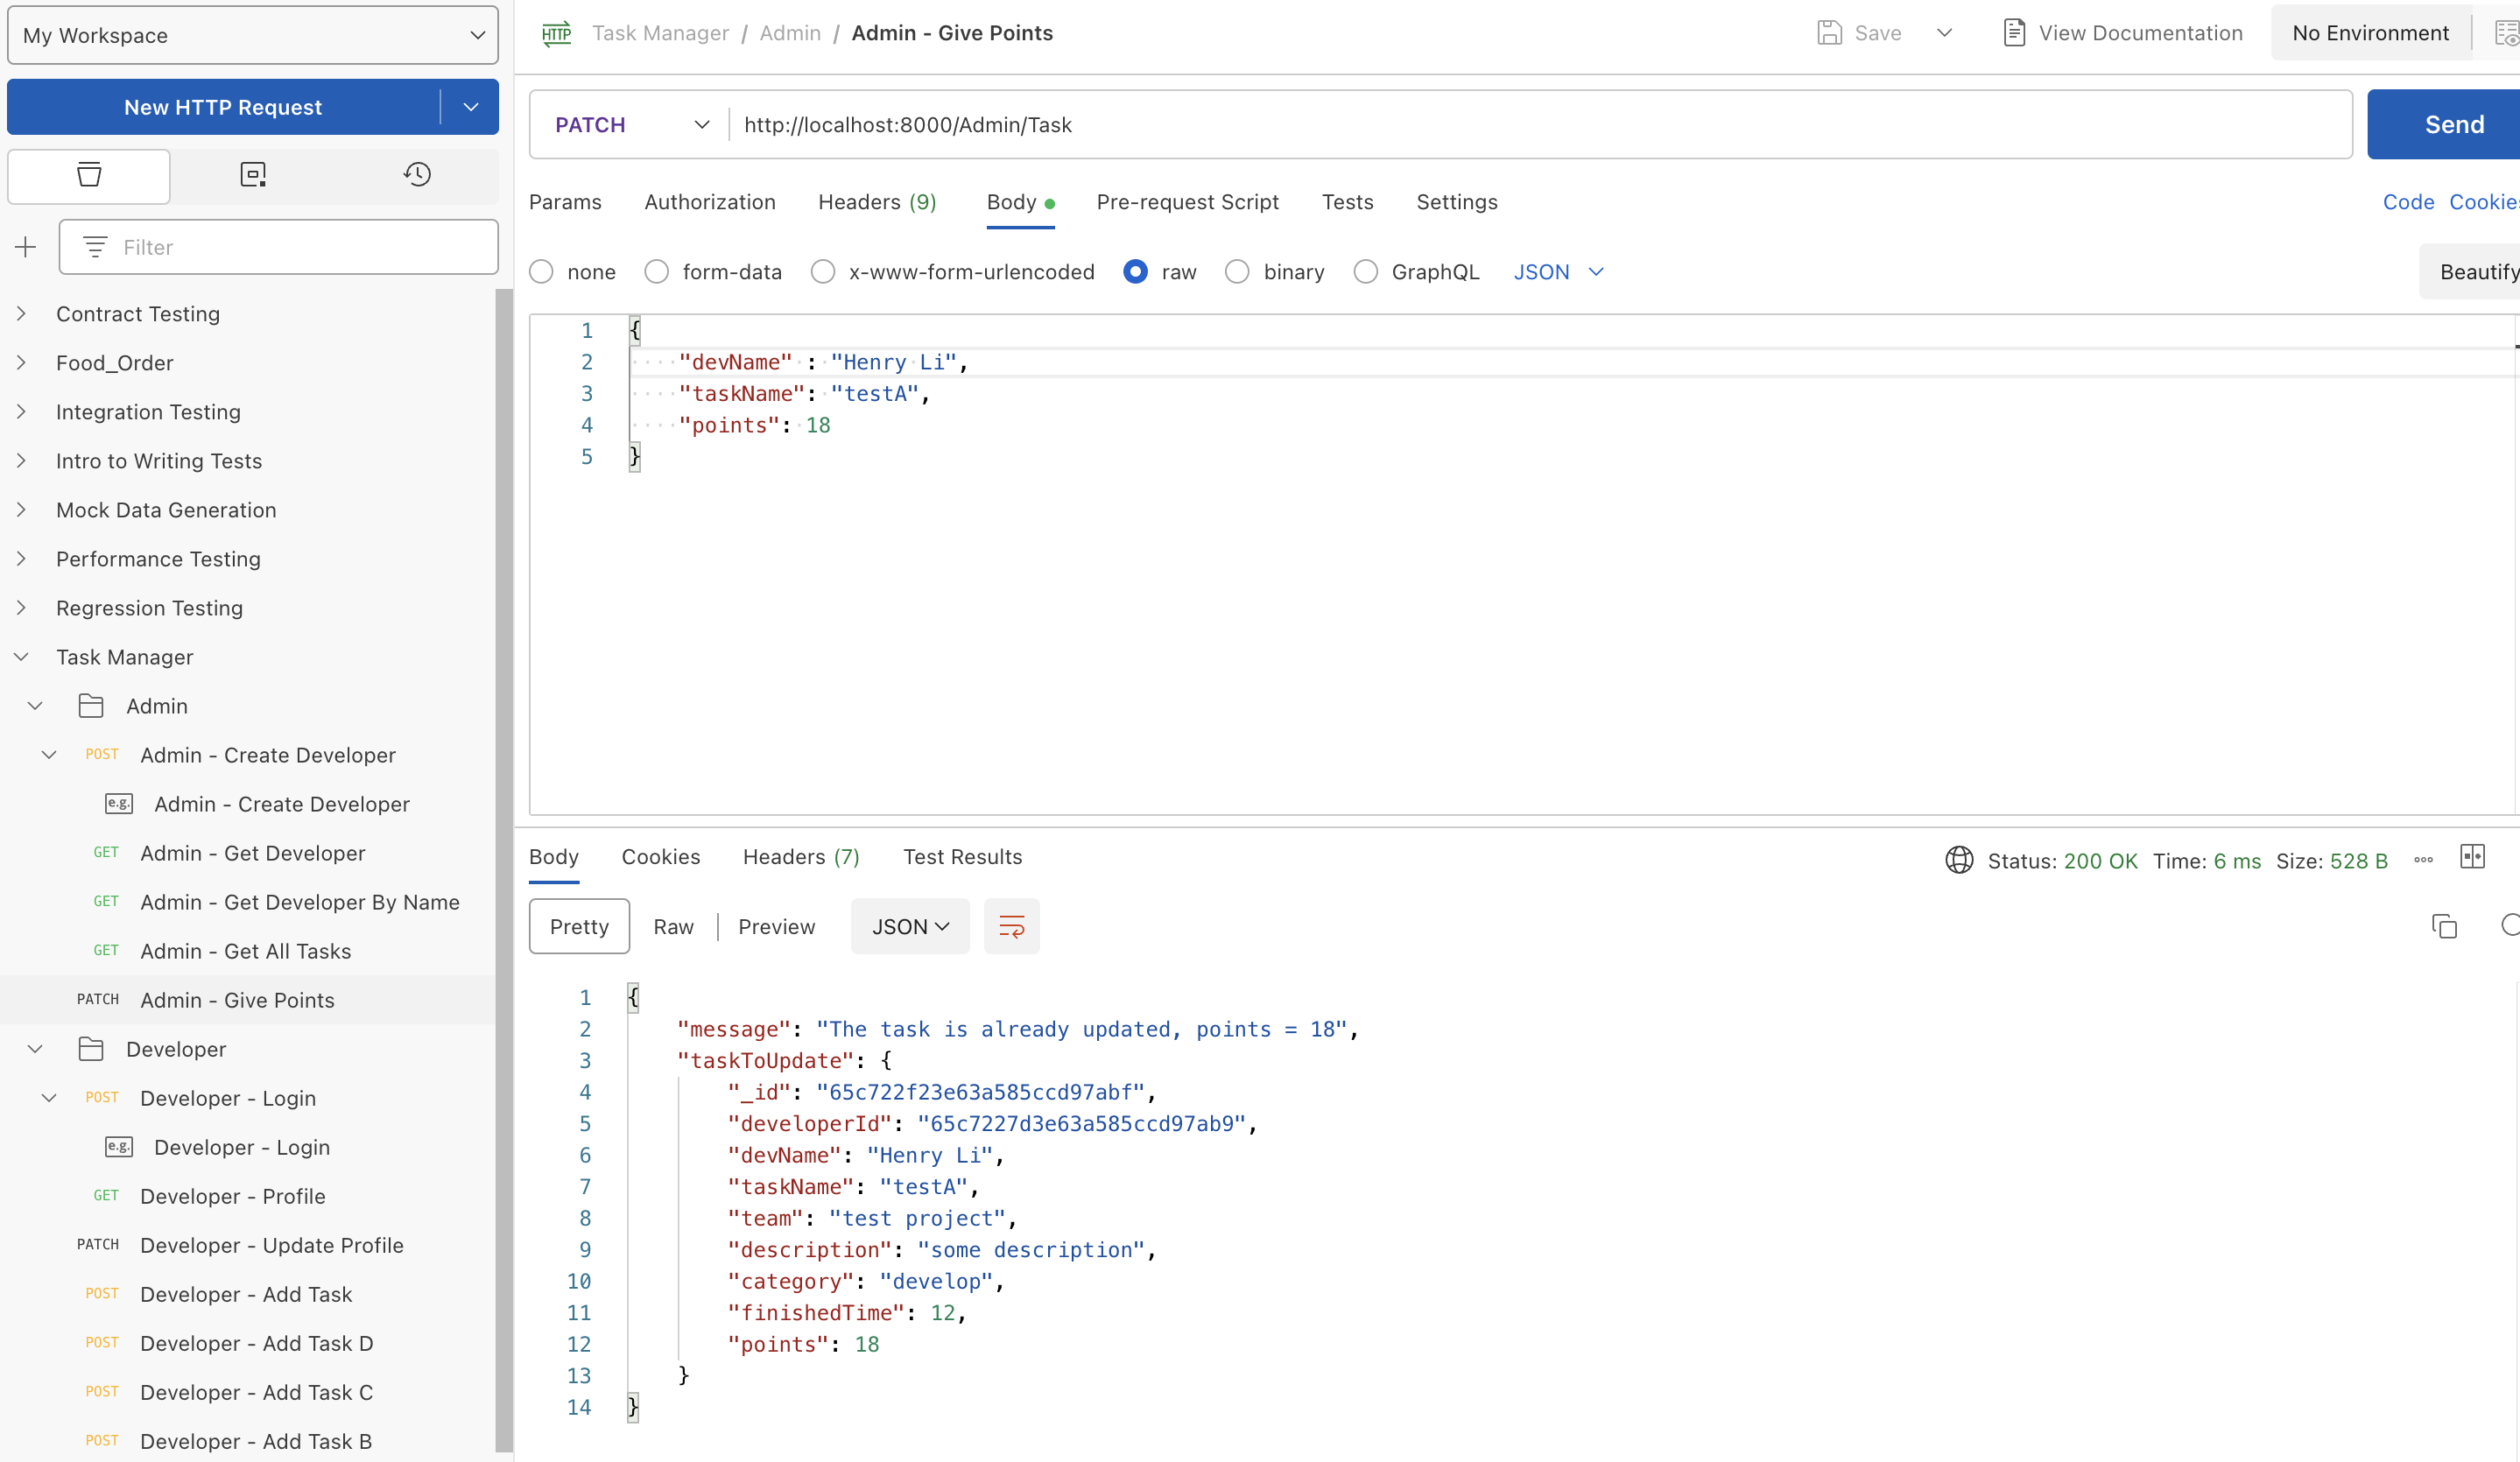 My Workspace
New HTTP Request
Filter
Contract Testing
Food_Order
Integration Testing
Intro to Writing Tests
Mock Data Generation
Performance Testing
Regression Testing
Task Manager
Admin
POST Admin - Create Developer
e.g. Admin - Create Developer
GET Admin - Get Developer
GET Admin - Get Developer By Name
GET Admin - Get All Tasks
PATCH Admin - Give Points
Developer
POST Developer - Login
e.g. Developer - Login
GET Developer - Profile
PATCH Developer - Update Profile
POST Developer - Add Task
POST Developer - Add Task D
POST Developer - Add Task C
POST Developer - Add Task B
HTTP Task Manager / Admin / Admin - Give Points Save View Documentation No Environment
PATCH http://localhost:8000/Admin/Task Send
Params Authorization Headers (9) Body Pre-request Script Tests Settings Code Cookies
none form-data x-www-form-urlencoded raw binary GraphQL JSON Beautify
1 {
2 "devName" : "Henry Li",
3 "taskName": "testA",
4 "points": 18
5 }
Body Cookies Headers (7) Test Results Status: 200 OK Time: 6 ms Size: 528 B
Pretty Raw Preview JSON
1 {
2 "message": "The task is already updated, points = 18",
3 "taskToUpdate": {
4 "_id": "65c722f23e63a585ccd97abf",
5 "developerId": "65c7227d3e63a585ccd97ab9",
6 "devName": "Henry Li",
7 "taskName": "testA",
8 "team": "test project",
9 "description": "some description",
10 "category": "develop",
11 "finishedTime": 12,
12 "points": 18
13 }
14 }